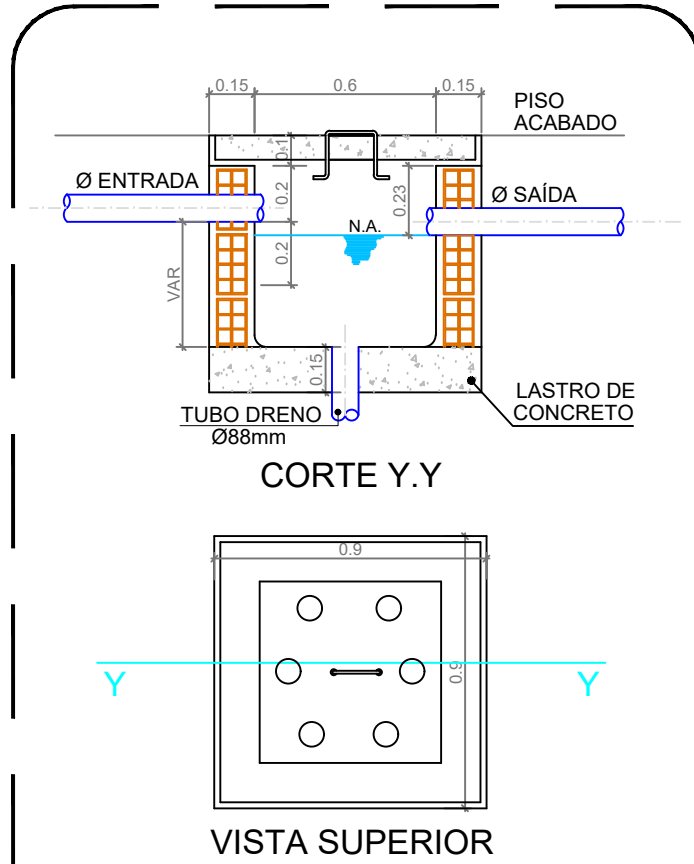 0.15
0.6
0.15
PISO
ACABADO
0.1
Ø ENTRADA
0.2
0.23
Ø SAÍDA
N.A.
0.2
VAR
0.15
TUBO DRENO
Ø88mm
LASTRO DE
CONCRETO
CORTE Y.Y
0.9
Y
0.9
Y
VISTA SUPERIOR